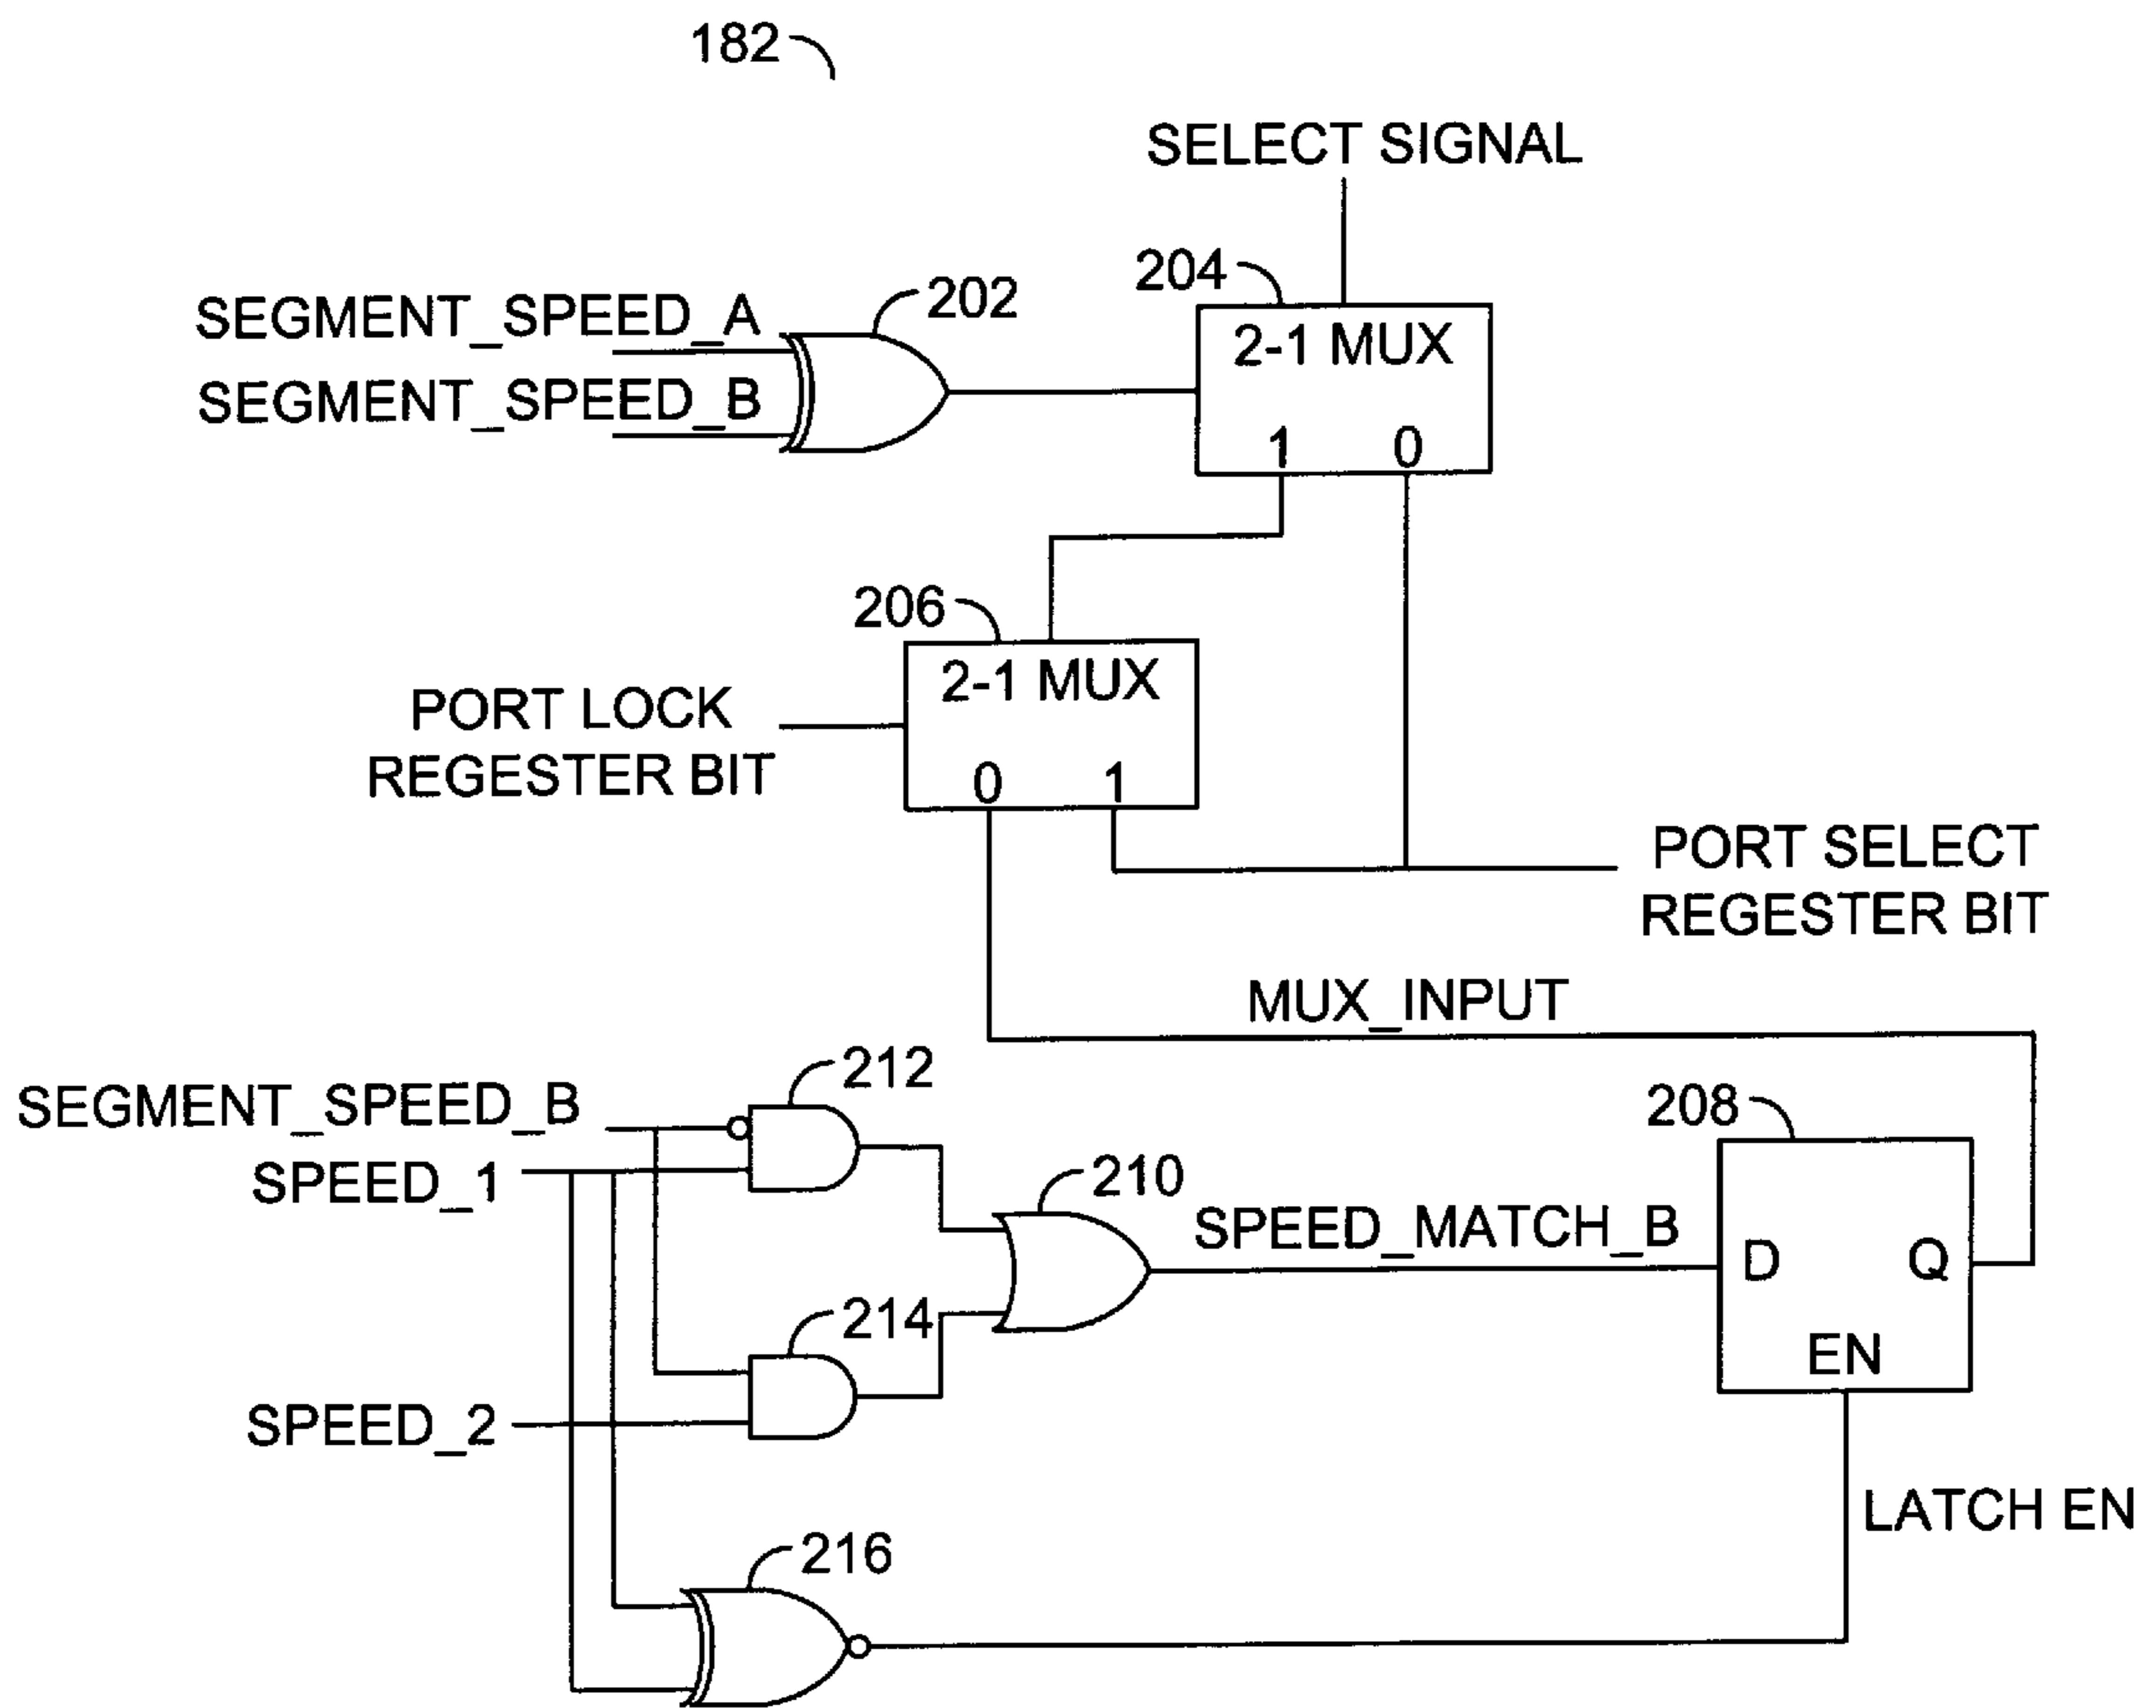 182
SELECT SIGNAL
204
202
SEGMENT_SPEED_A
2-1 MUX
SEGMENT_SPEED_B
1 0
206
2-1 MUX
PORT LOCK
REGESTER BIT
0 1
PORT SELECT
REGESTER BIT
MUX_INPUT
212
SEGMENT_SPEED_B
208
SPEED_1
210
SPEED_MATCH_B
D Q
214
EN
SPEED_2
LATCH EN
216